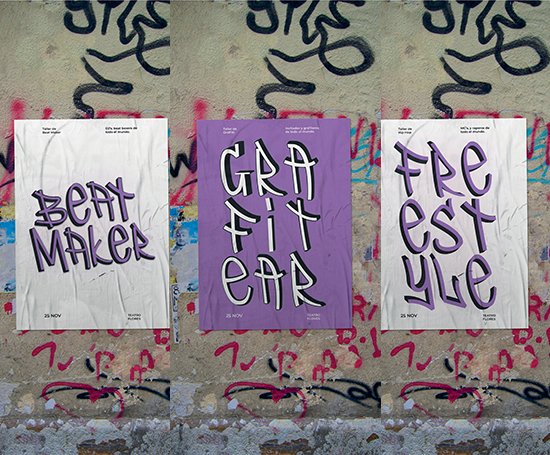 Taller de
Beat Maker
DJ's, beat boxers de
todo el mundo
BEAT
MAKER
25 NOV
TEATRO
FLORES
Taller de
Invitados y grafiteros
de todo el mundo
GRA
FIT
EAR
25 NOV
TEATRO
FLORES
Taller de
Hip-Hop
MC's, y raperos de
todo el mundo
FRE
EST
YLE
25 NOV
TEATRO
FLORES